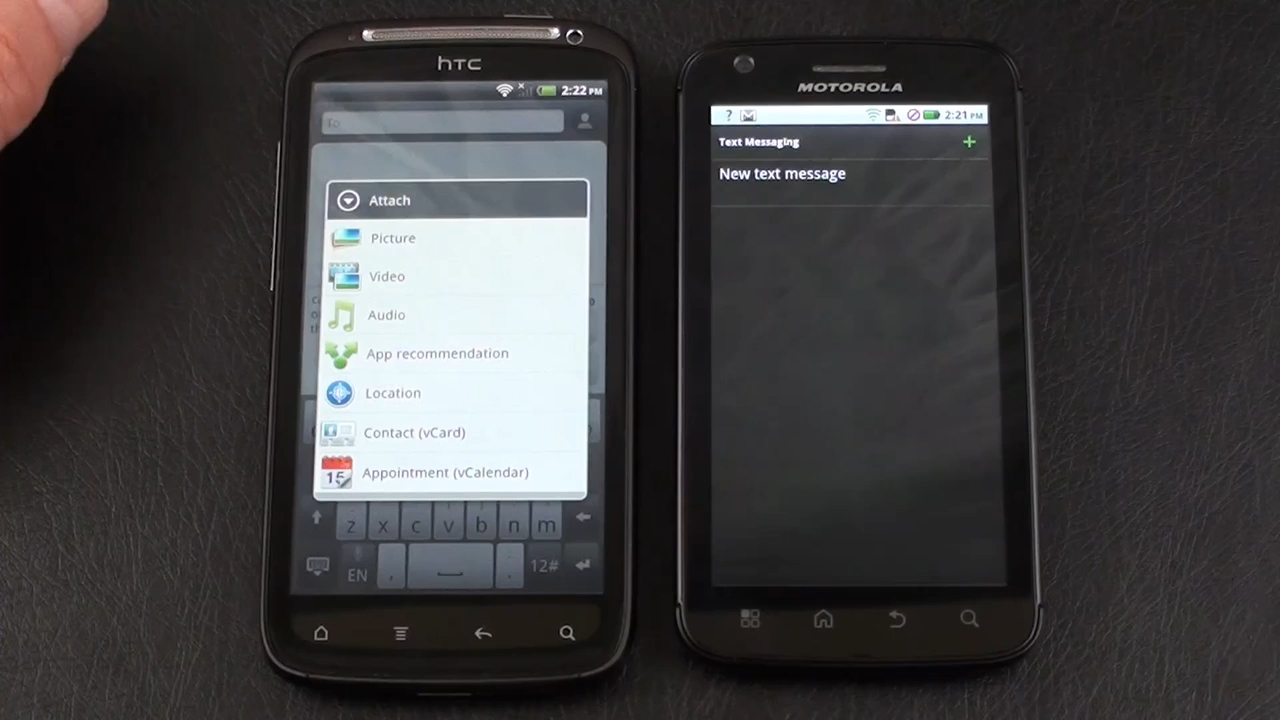 hTC
2:22 PM
To
Attach
Picture
Video
Audio
App recommendation
Location
Contact (vCard)
15
Appointment (vCalendar)
z x c v b n m
EN , . 12#
MOTOROLA
? 2:21 PM
Text Messaging +
New text message